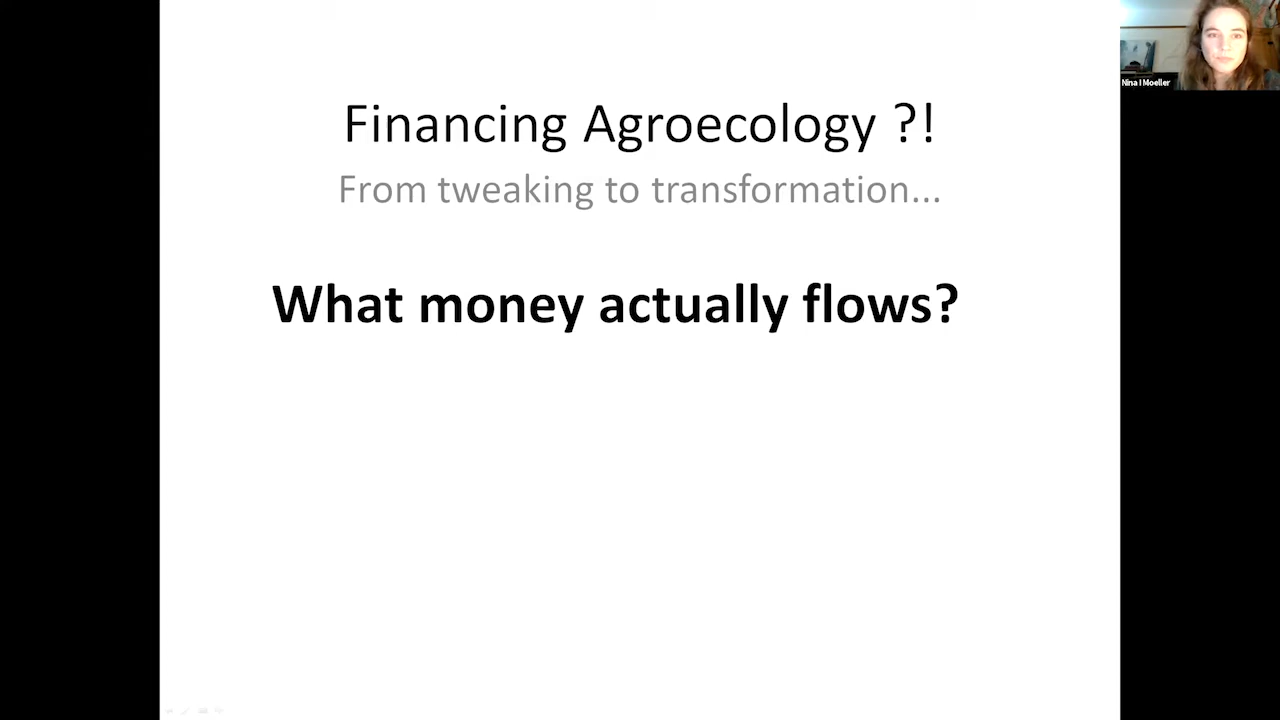 Financing Agroecology ?!
From tweaking to transformation...
What money actually flows?
Nina I Moeller